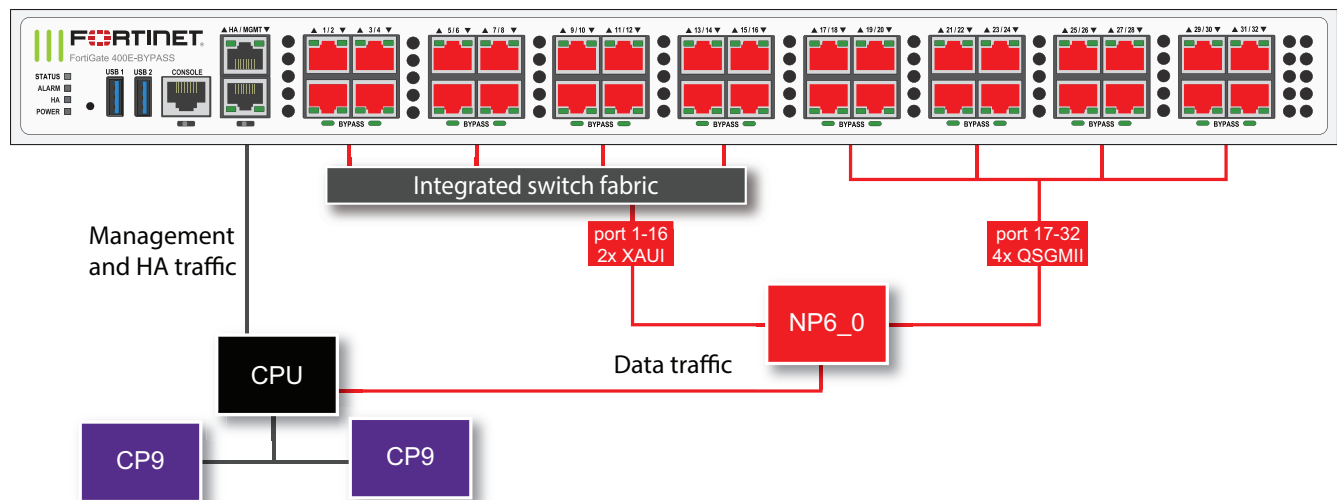 FORTINET
FortiGate 400E-BYPASS
STATUS
ALARM
HA
POWER
USB 1
USB 2
CONSOLE
▲HA / MGMT▼
▲ 1/2 ▼
▲ 3/4 ▼
▲ 5/6 ▼
▲ 7/8 ▼
▲ 9/10 ▼
▲ 11/12 ▼
▲ 13/14 ▼
▲ 15/16 ▼
▲ 17/18 ▼
▲ 19/20 ▼
▲ 21/22 ▼
▲ 23/24 ▼
▲ 25/26 ▼
▲ 27/28 ▼
▲ 29/30 ▼
▲ 31/32 ▼
BYPASS
BYPASS
BYPASS
BYPASS
BYPASS
BYPASS
BYPASS
BYPASS
Integrated switch fabric
Management
and HA traffic
port 1-16
2x XAUI
port 17-32
4x QSGMII
NP6_0
Data traffic
CPU
CP9
CP9